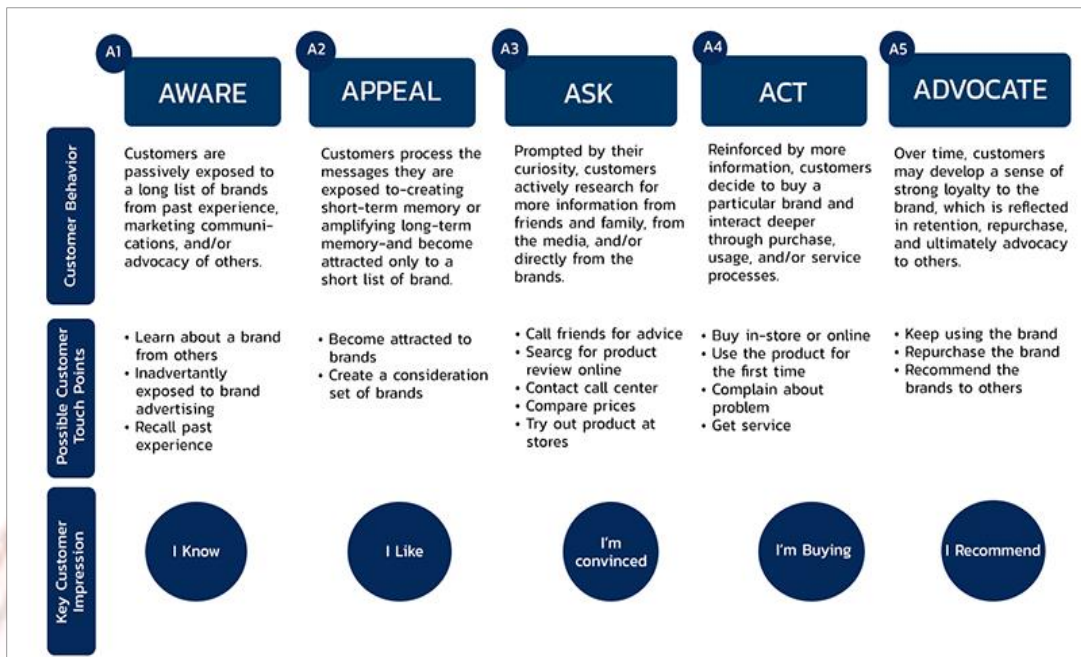 A1
AWARE
A2
APPEAL
A3
ASK
A4
ACT
A5
ADVOCATE
Customer Behavior
Customers are
passively exposed to
a long list of brands
from past experience,
marketing communi-
cations, and/or
advocacy of others.
Customers process the
messages they are
exposed to-creating
short-term memory or
amplifying long-term
memory-and become
attracted only to a
short list of brand.
Prompted by their
curiosity, customers
actively research for
more information from
friends and family, from
the media, and/or
directly from the
brands.
Reinforced by more
information, customers
decide to buy a
particular brand and
interact deeper
through purchase,
usage, and/or service
processes.
Over time, customers
may develop a sense of
strong loyalty to the
brand, which is reflected
in retention, repurchase,
and ultimately advocacy
to others.
Possible Customer
Touch Points
• Learn about a brand
from others
• Inadvertantly
exposed to brand
advertising
• Recall past
experience
• Become attracted to
brands
• Create a consideration
set of brands
• Call friends for advice
• Searcg for product
review online
• Contact call center
• Compare prices
• Try out product at
stores
• Buy in-store or online
• Use the product for
the first time
• Complain about
problem
• Get service
• Keep using the brand
• Repurchase the brand
• Recommend the
brands to others
Key Customer
Impression
I Know
I Like
I'm
convinced
I'm Buying
I Recommend